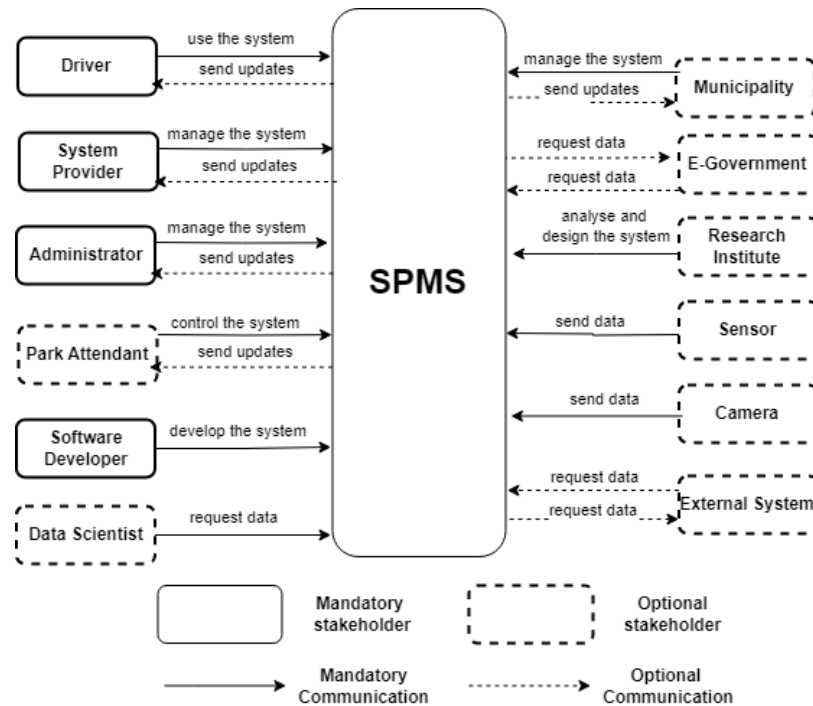 use the system
Driver
send updates
manage the system
System
Provider
send updates
manage the system
Administrator
send updates
control the system
Park Attendant
send updates
Software
Developer
develop the system
Data Scientist
request data
SPMS
manage the system
send updates
Municipality
request data
E-Government
request data
analyse and
design the system
Research
Institute
send data
Sensor
send data
Camera
request data
External System
request data
Mandatory
stakeholder
Optional
stakeholder
Mandatory
Communication
Optional
Communication